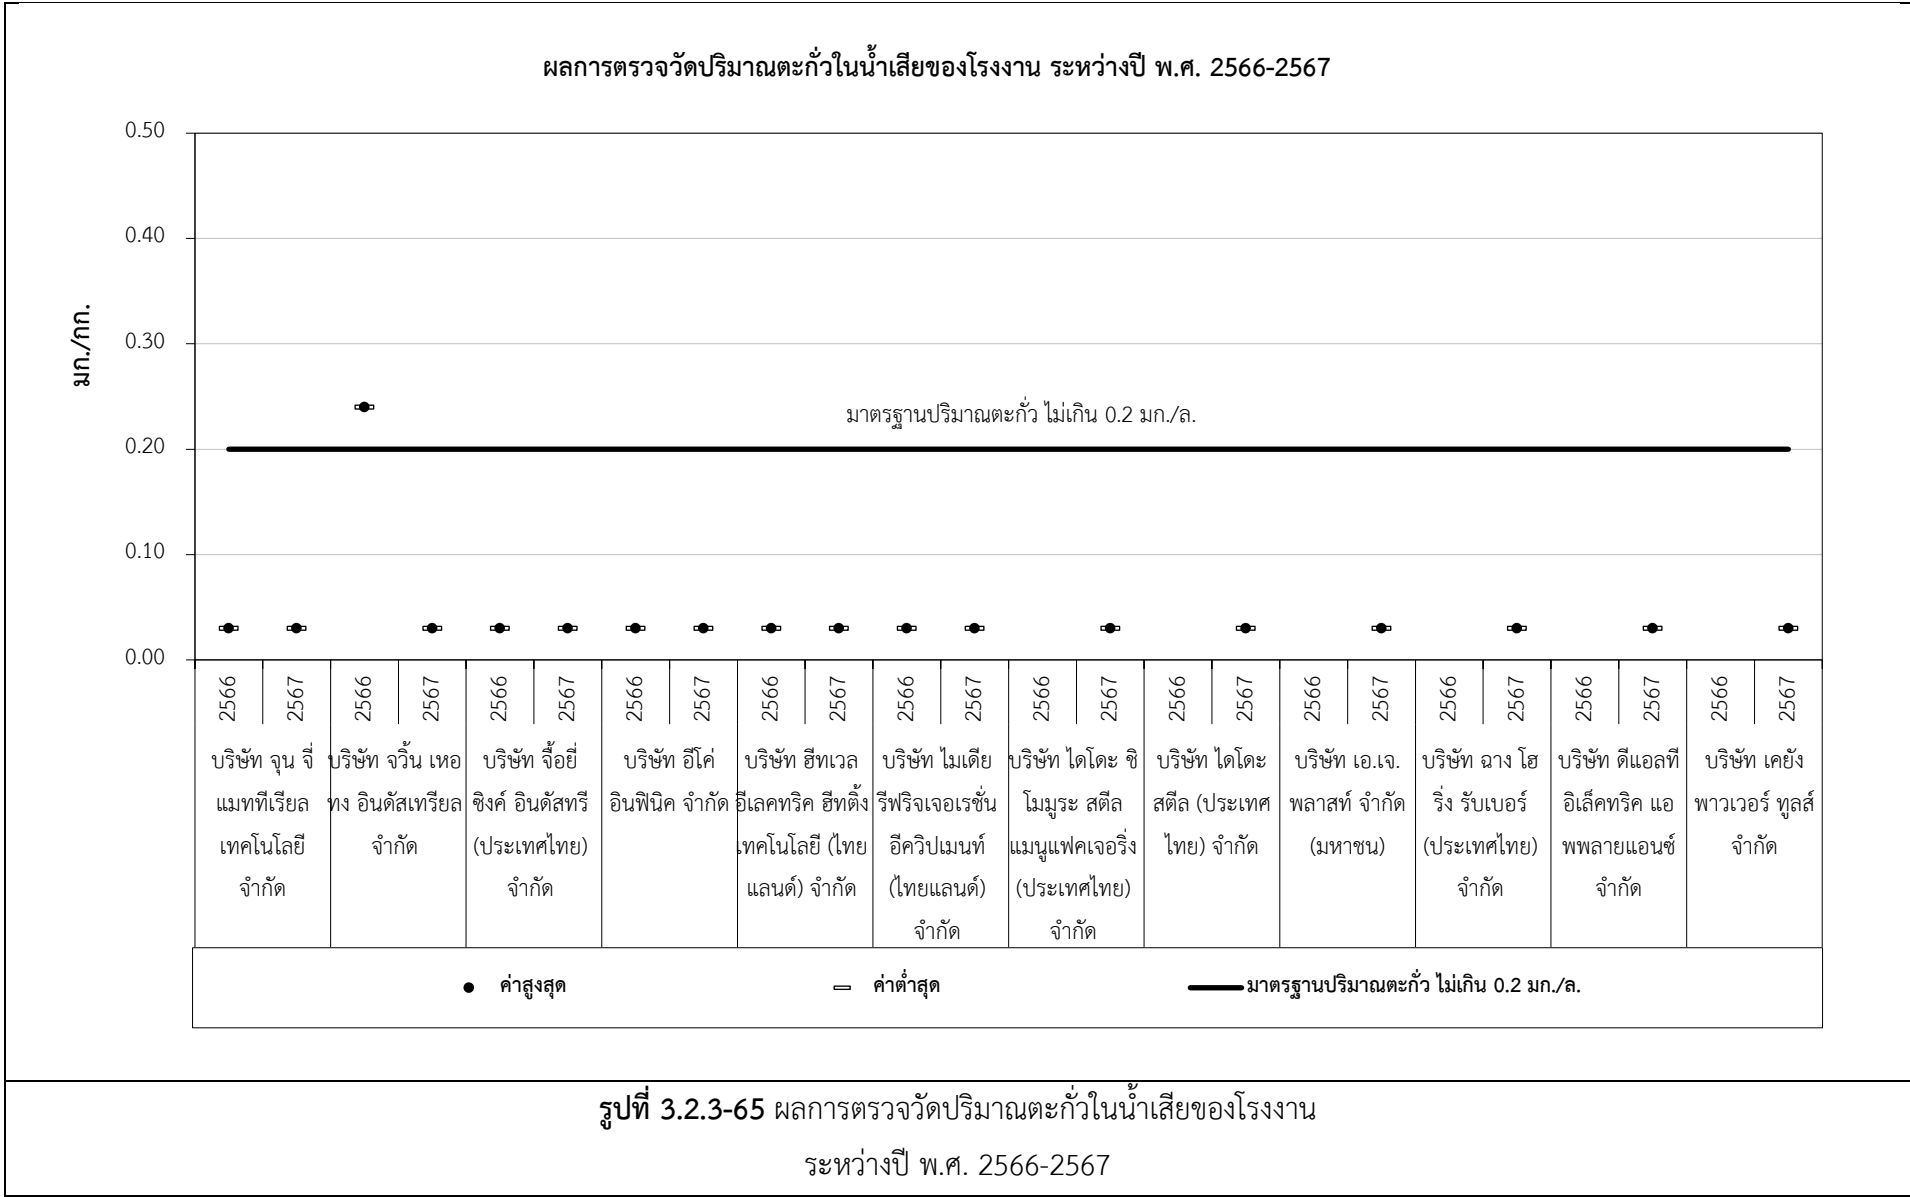 ผลการตรวจวัดปริมาณตะกั่วในน้ำเสียของโรงงาน ระหว่างปี พ.ศ. 2566-2567
0.50
0.40
0.30
0.20
0.10
0.00
มก./กก.
มาตรฐานปริมาณตะกั่ว ไม่เกิน 0.2 มก./ล.
2566 2567 2566 2567 2566 2567 2566 2567 2566 2567 2566 2567 2566 2567 2566 2567 2566 2567 2566 2567 2566 2567 2566 2567
บริษัท จุน จี่
แมททีเรียล
เทคโนโลยี
จำกัด
บริษัท จวิ้น เหอ
ทง อินดัสเทรียล
จำกัด
บริษัท จื้อยี่
ซิงค์ อินดัสทรี
(ประเทศไทย)
จำกัด
บริษัท อีโค่
อินฟินิค จำกัด
บริษัท ฮีทเวล
อีเลคทริค ฮีทติ้ง
เทคโนโลยี (ไทย
แลนด์) จำกัด
บริษัท ไมเดีย
รีฟริจเจอเรชั่น
อีควิปเมนท์
(ไทยแลนด์)
จำกัด
บริษัท ไดโดะ ชิ
โมมูระ สตีล
แมนูแฟคเจอริ่ง
(ประเทศไทย)
จำกัด
บริษัท ไดโดะ
สตีล (ประเทศ
ไทย) จำกัด
บริษัท เอ.เจ.
พลาสท์ จำกัด
(มหาชน)
บริษัท ฉาง โฮ
ริ่ง รับเบอร์
(ประเทศไทย)
จำกัด
บริษัท ดีแอลที
อิเล็คทริค แอ
พพลายแอนซ์
จำกัด
บริษัท เคยัง
พาวเวอร์ ทูลส์
จำกัด
ค่าสูงสุด
ค่าต่ำสุด
มาตรฐานปริมาณตะกั่ว ไม่เกิน 0.2 มก./ล.
รูปที่ 3.2.3-65 ผลการตรวจวัดปริมาณตะกั่วในน้ำเสียของโรงงาน
ระหว่างปี พ.ศ. 2566-2567